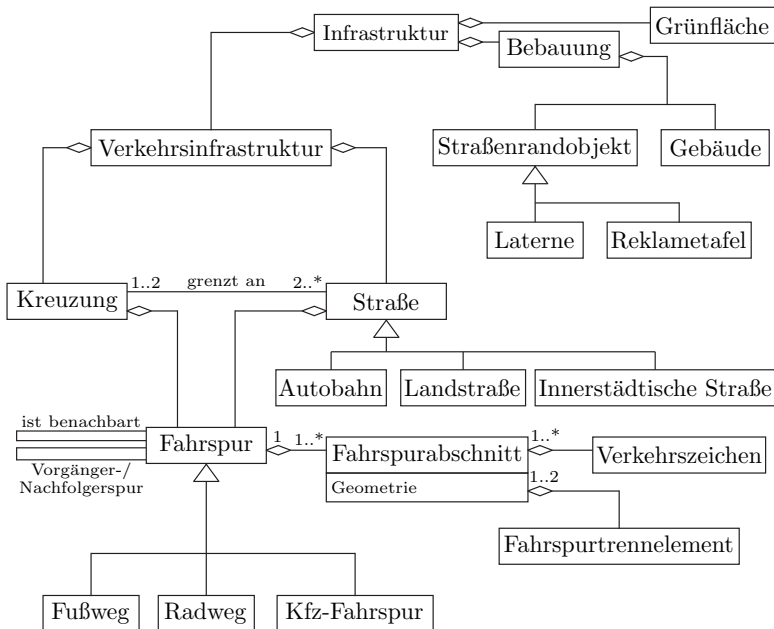 Infrastruktur
Grünfläche
Bebauung
Verkehrsinfrastruktur
Straßenrandobjekt
Gebäude
Laterne
Reklametafel
Kreuzung
1..2
grenzt an
2..*
Straße
Autobahn
Landstraße
Innerstädtische Straße
ist benachbart
Vorgänger-/
Nachfolgerspur
Fahrspur
1
1..*
Fahrspurabschnitt
Geometrie
1..*
Verkehrszeichen
1..2
Fahrspurtrennelement
Fußweg
Radweg
Kfz-Fahrspur